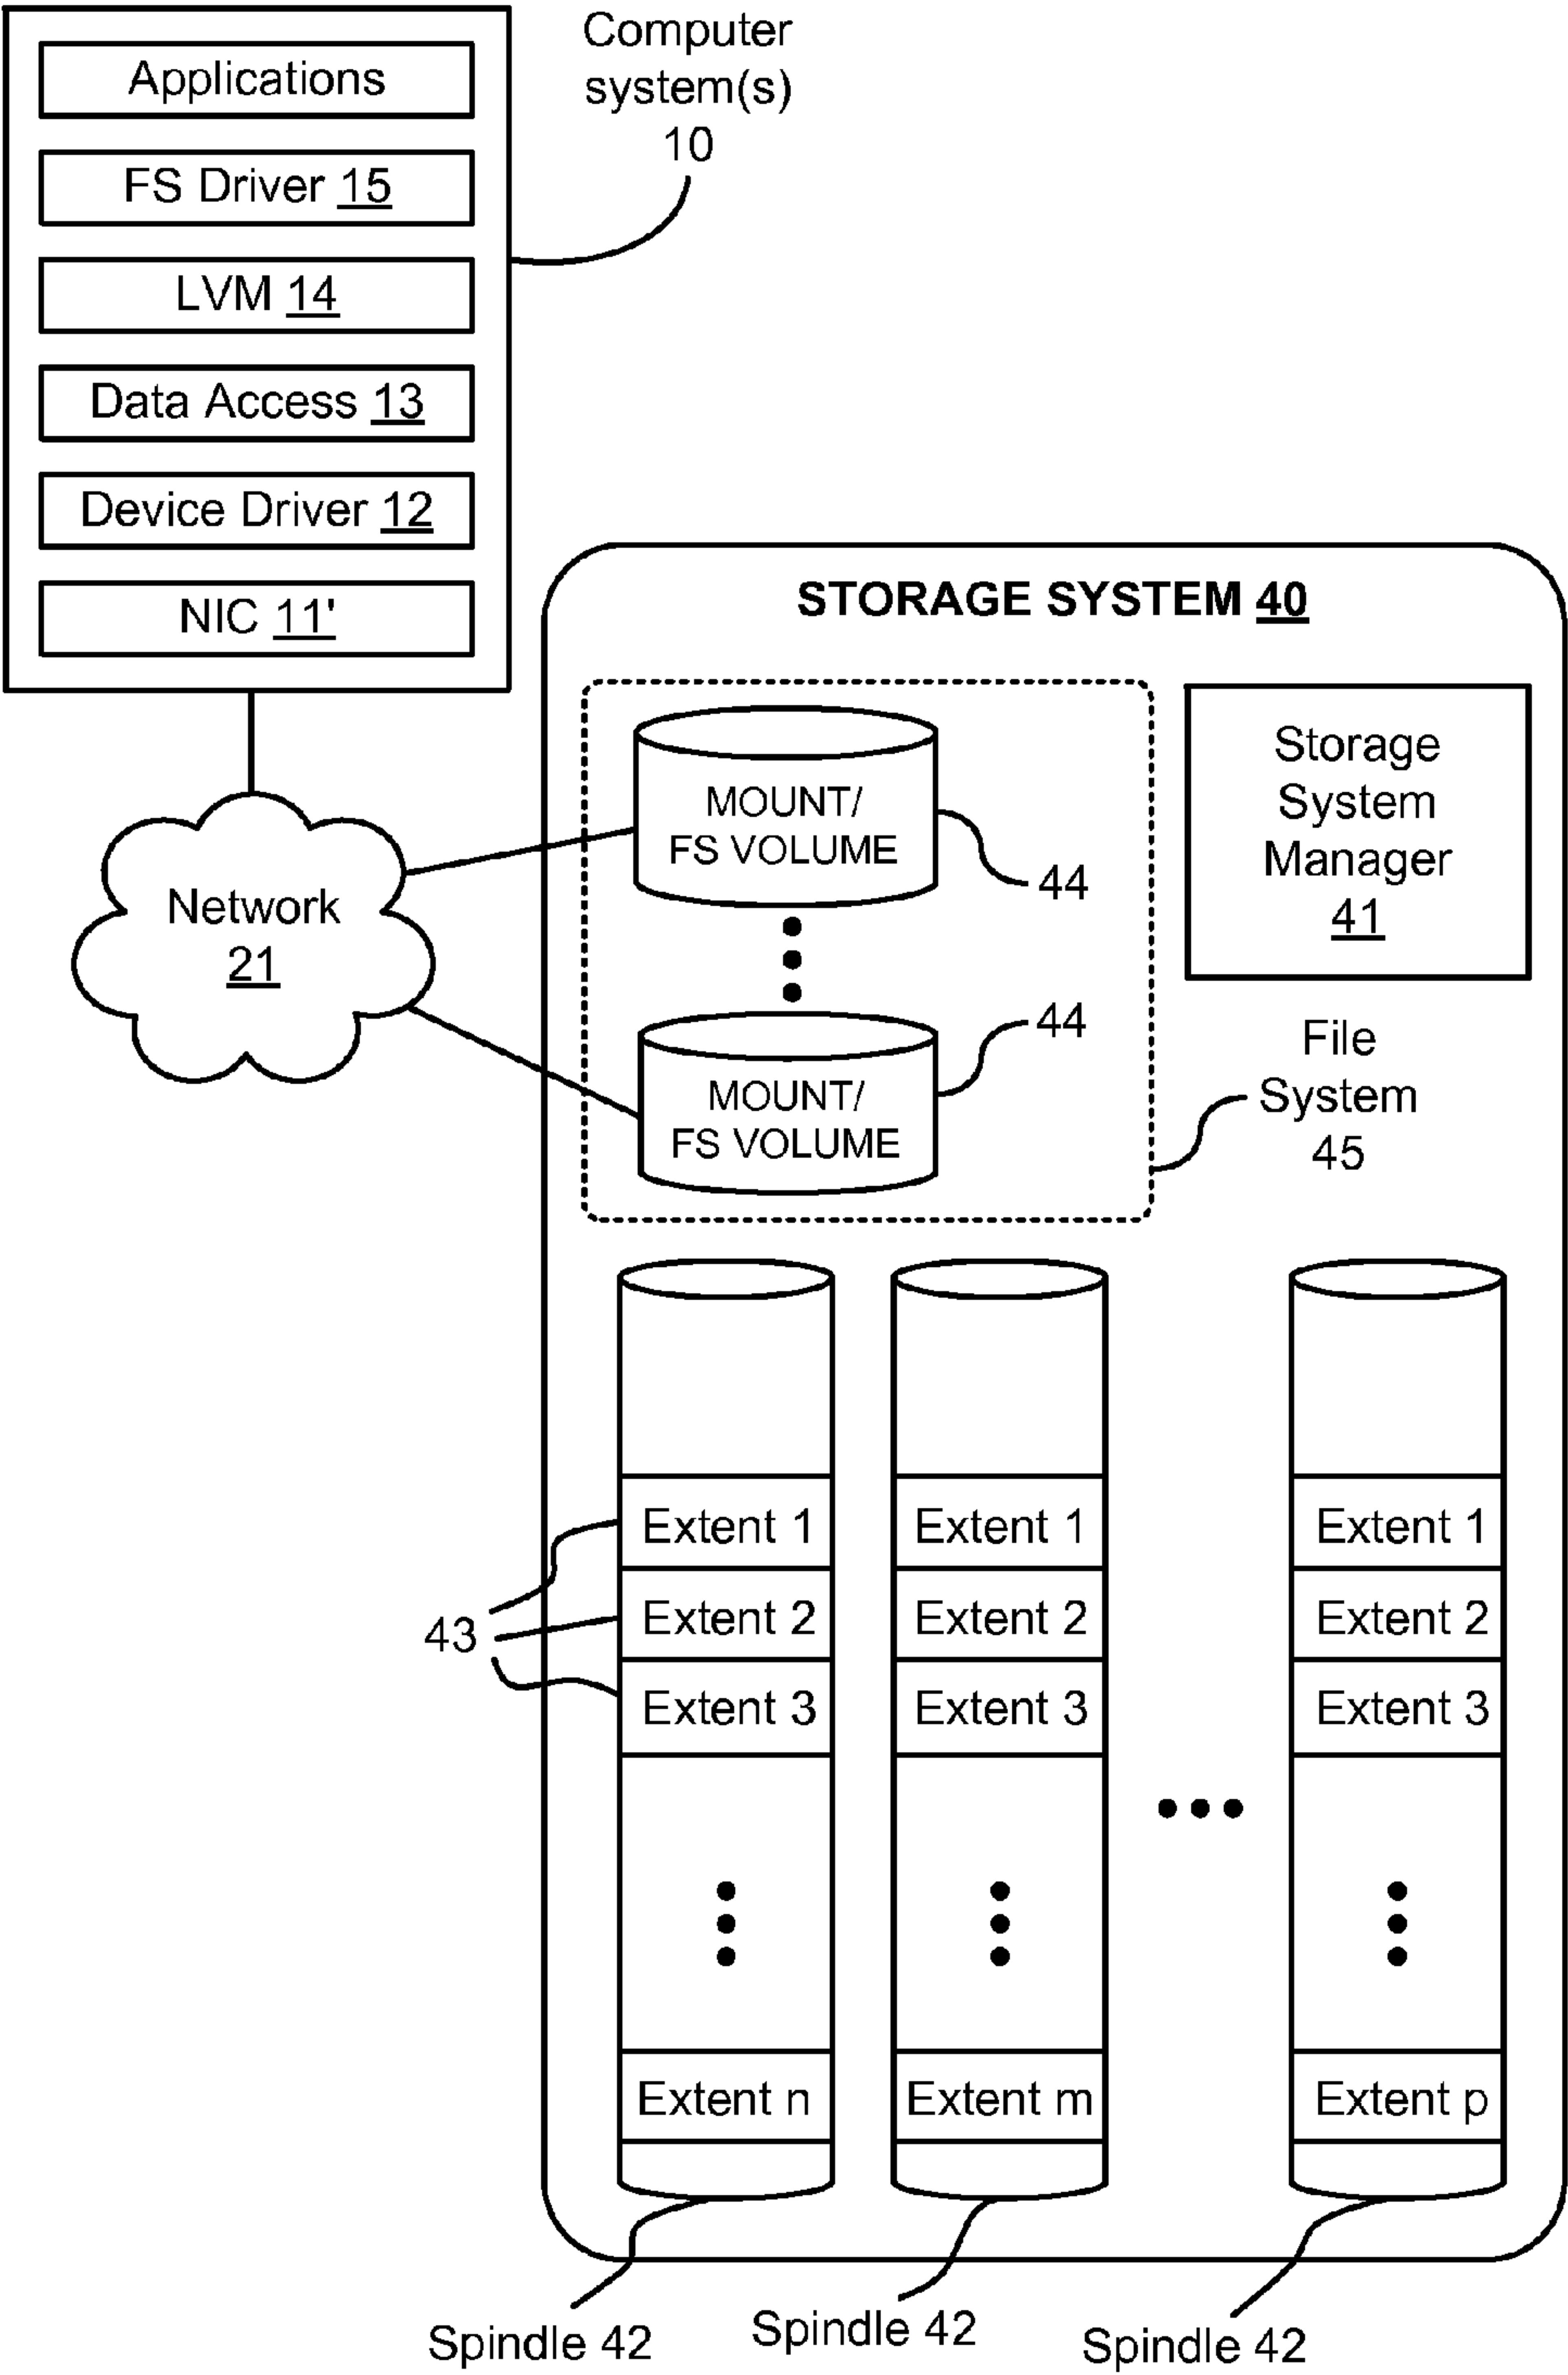 Computer
system(s)
10
Applications
FS Driver 15
LVM 14
Data Access 13
Device Driver 12
NIC 11'
STORAGE SYSTEM 40
MOUNT/
FS VOLUME
44
Storage
System
Manager
41
Network
21
44
MOUNT/
FS VOLUME
File
System
45
Extent 1
Extent 2
Extent 3
Extent n
43
Extent 1
Extent 2
Extent 3
Extent m
Extent 1
Extent 2
Extent 3
Extent p
Spindle 42
Spindle 42
Spindle 42